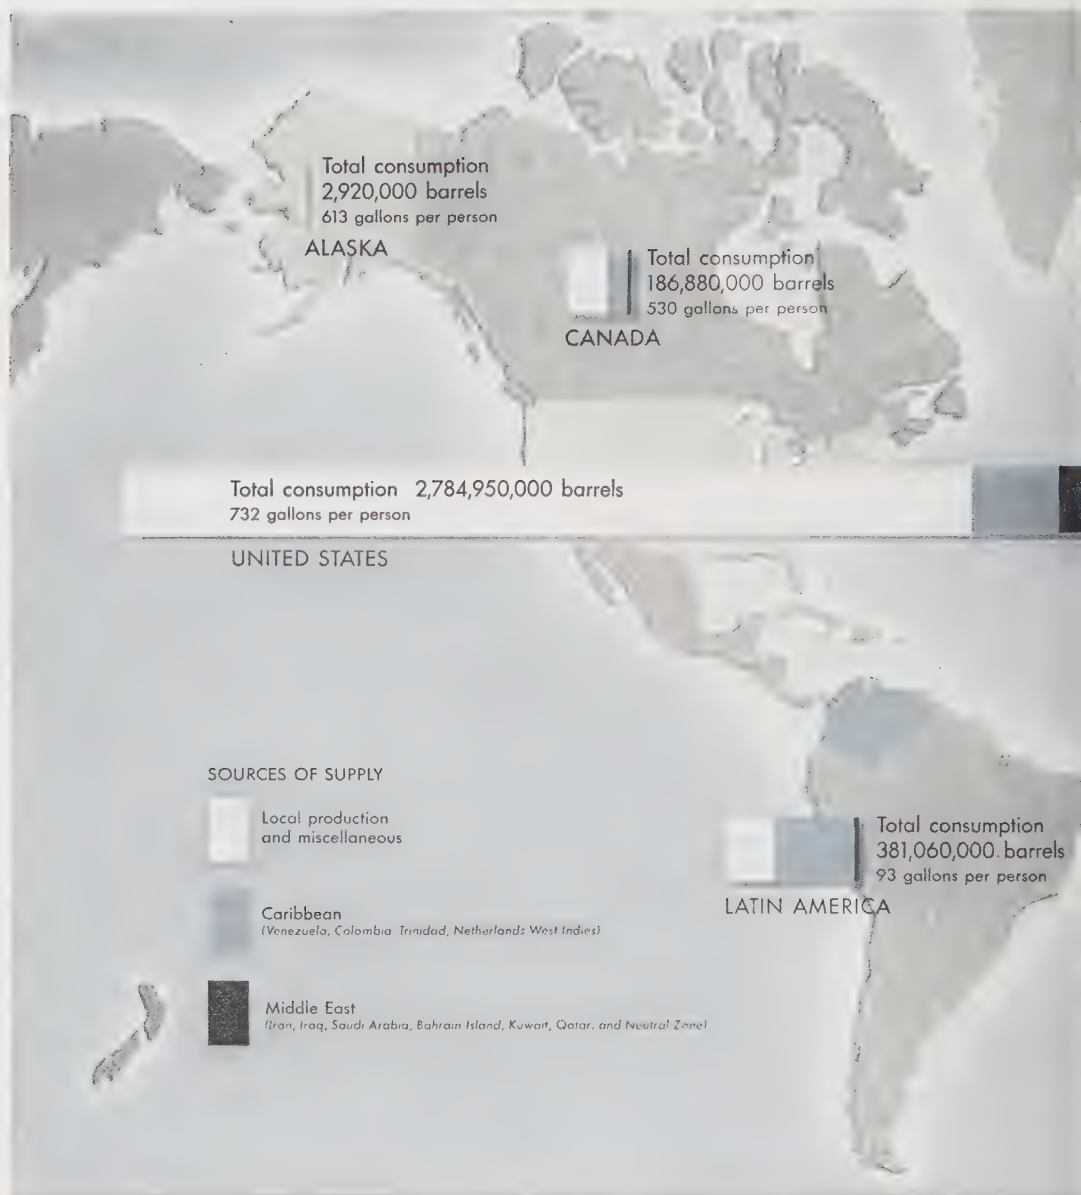 Total consumption
2,920,000 barrels
613 gallons per person
ALASKA
Total consumption
186,880,000 barrels
530 gallons per person
CANADA
Total consumption 2,784,950,000 barrels
732 gallons per person
UNITED STATES
SOURCES OF SUPPLY
Local production
and miscellaneous
Caribbean
(Venezuela, Colombia Trinidad, Netherlands West Indies)
Middle East
(Iran, Iraq, Saudi Arabia, Bahrain Island, Kuwait, Qatar, and Neutral Zone)
Total consumption
381,060,000 barrels
93 gallons per person
LATIN AMERICA